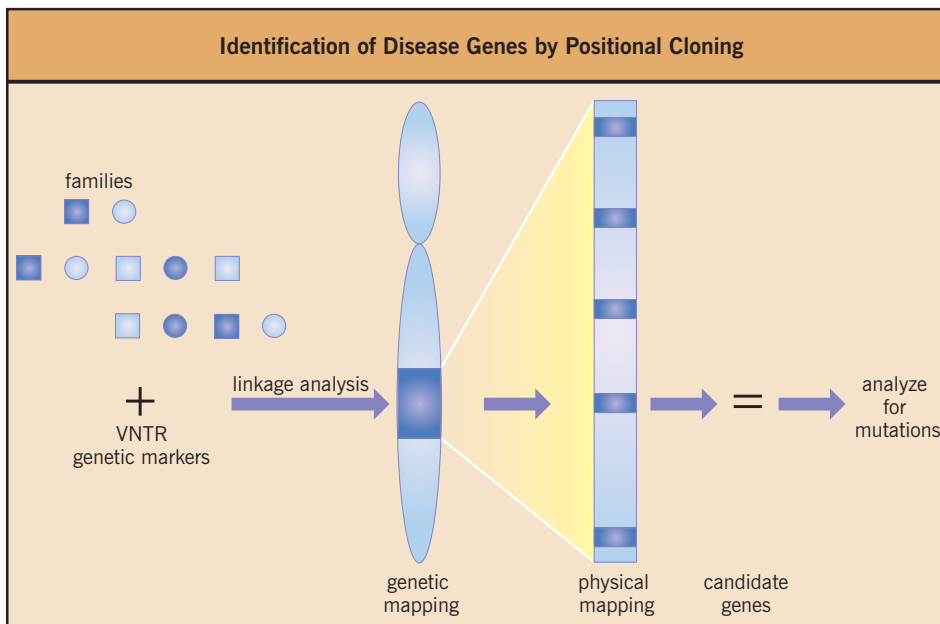 Identification of Disease Genes by Positional Cloning
families
+
VNTR
genetic markers
linkage analysis
genetic
mapping
physical
mapping
=
candidate
genes
analyze
for
mutations